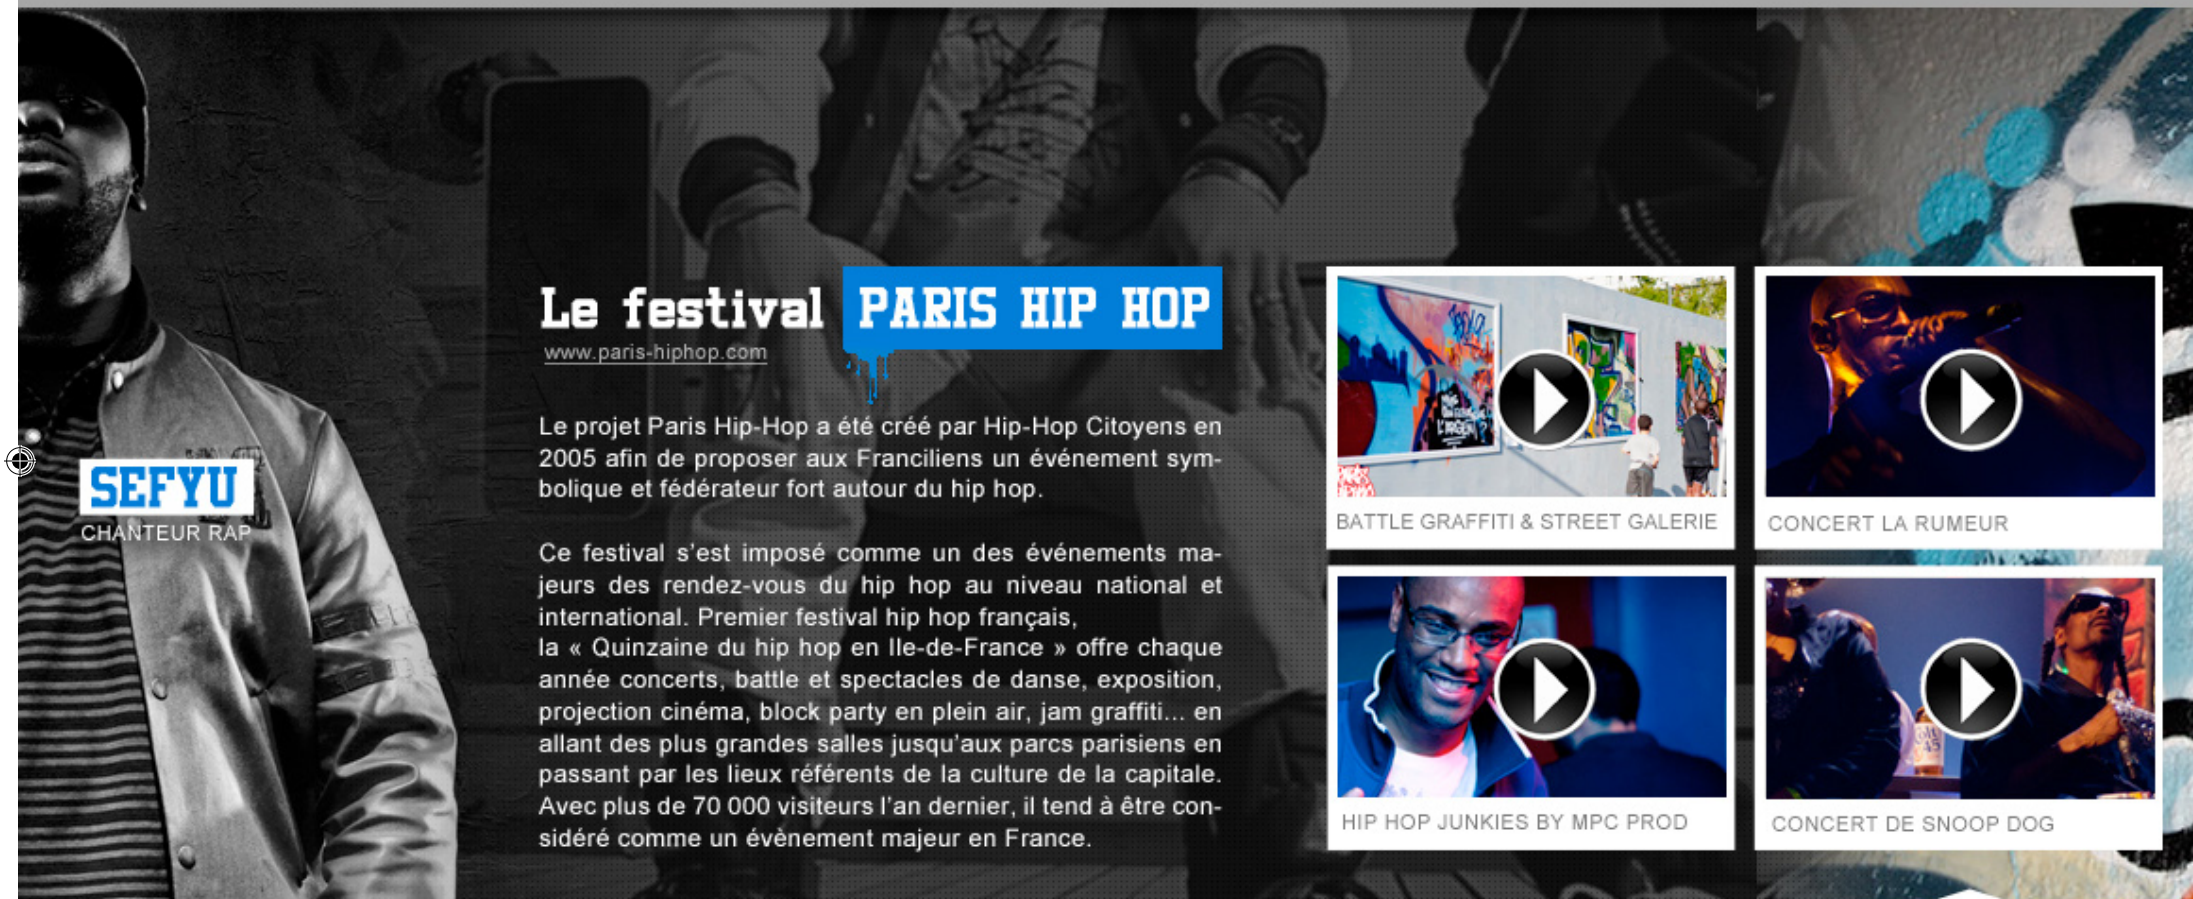 Le festival PARIS HIP HOP
www.paris-hiphop.com
Le projet Paris Hip-Hop a été créé par Hip-Hop Citoyens en
2005 afin de proposer aux Franciliens un événement sym-
bolique et fédérateur fort autour du hip hop.
Ce festival s'est imposé comme un des événements ma-
jeurs des rendez-vous du hip hop au niveau national et
international. Premier festival hip hop français,
la « Quinzaine du hip hop en Ile-de-France » offre chaque
année concerts, battle et spectacles de danse, exposition,
projection cinéma, block party en plein air, jam graffiti... en
allant des plus grandes salles jusqu'aux parcs parisiens en
passant par les lieux référents de la culture de la capitale.
Avec plus de 70 000 visiteurs l'an dernier, il tend à être con-
sidéré comme un évènement majeur en France.
SEFYU
CHANTEUR RAP
BATTLE GRAFFITI & STREET GALERIE
CONCERT LA RUMEUR
HIP HOP JUNKIES BY MPC PROD
CONCERT DE SNOOP DOG